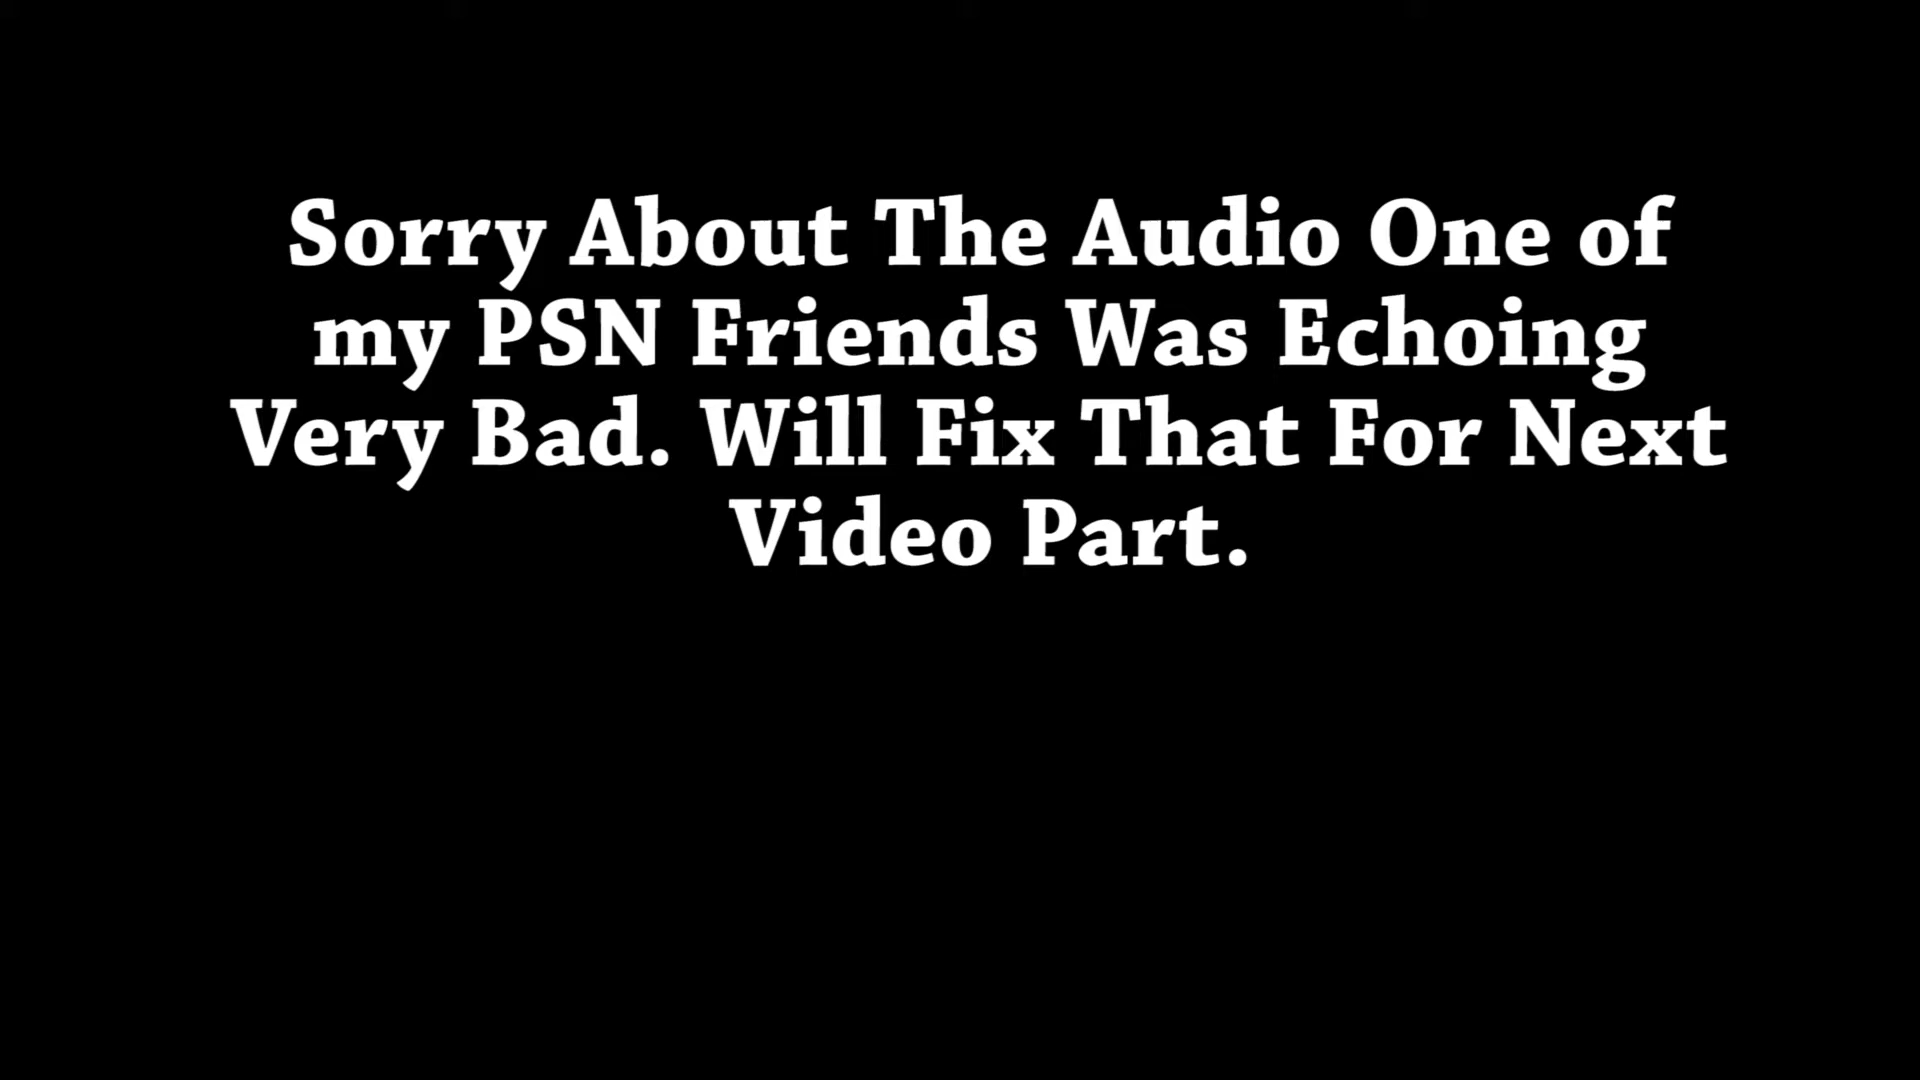 Sorry About The Audio One of
my PSN Friends Was Echoing
Very Bad. Will Fix That For Next
Video Part.